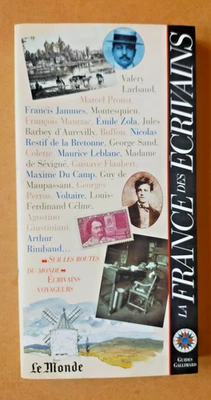 Valery
Larbaud,
Marcel Proust,
Francis Jammes, Montesquieu,
François Mauriac, Émile Zola, Jules
Barbey d'Aurevilly, Buffon, Nicolas
Restif de la Bretonne, George Sand,
Colette, Maurice Leblanc, Madame
de Sévigné, Gustave Flaubert,
Maxime Du Camp, Guy de
Maupassant, Georges
Perros, Voltaire, Louis-
Ferdinand Céline,
Agostino
Giustiniani,
Arthur
Rimbaud...
SUR LES ROUTES
DU MONDE
ÉCRIVAINS
VOYAGEURS
Le Monde
LA FRANCE DES ÉCRIVAINS
GUIDES
GALLIMARD